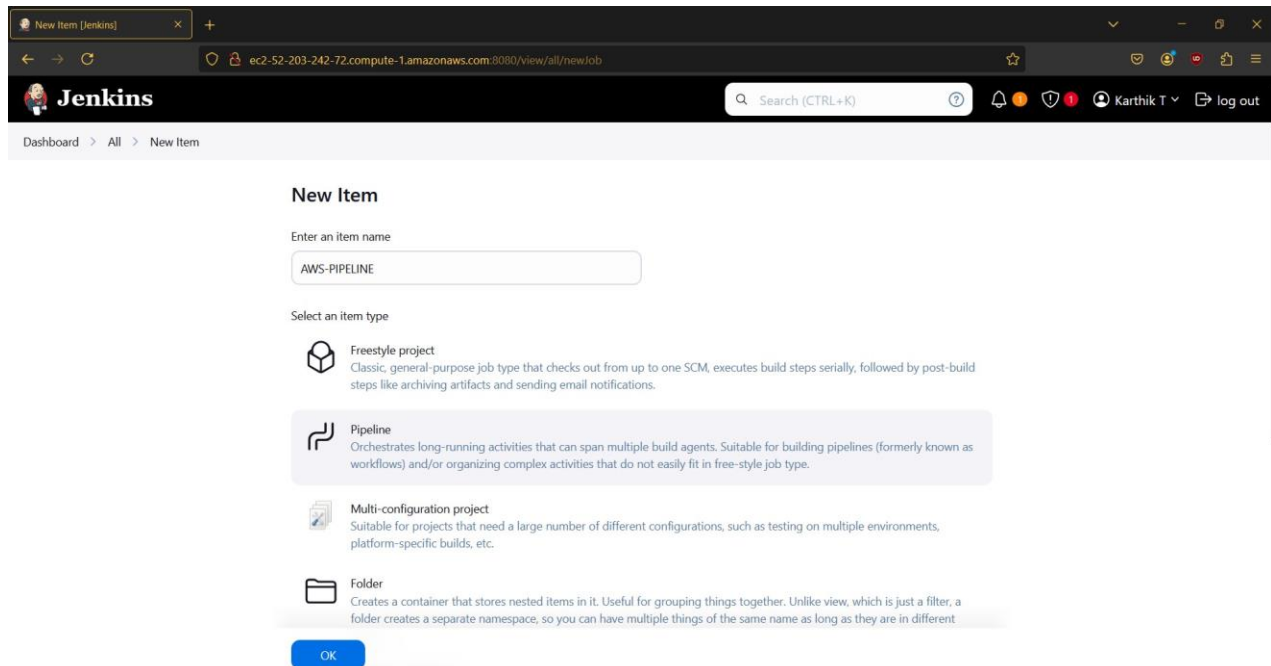 New Item [Jenkins]
ec2-52-203-242-72.compute-1.amazonaws.com:8080/view/all/newJob
Jenkins
Search (CTRL+K)
1
1
Karthik T
log out
Dashboard > All > New Item
New Item
Enter an item name
AWS-PIPELINE
Select an item type
Freestyle project
Classic, general-purpose job type that checks out from up to one SCM, executes build steps serially, followed by post-build
steps like archiving artifacts and sending email notifications.
Pipeline
Orchestrates long-running activities that can span multiple build agents. Suitable for building pipelines (formerly known as
workflows) and/or organizing complex activities that do not easily fit in free-style job type.
Multi-configuration project
Suitable for projects that need a large number of different configurations, such as testing on multiple environments,
platform-specific builds, etc.
Folder
Creates a container that stores nested items in it. Useful for grouping things together. Unlike view, which is just a filter, a
folder creates a separate namespace, so you can have multiple things of the same name as long as they are in different
OK